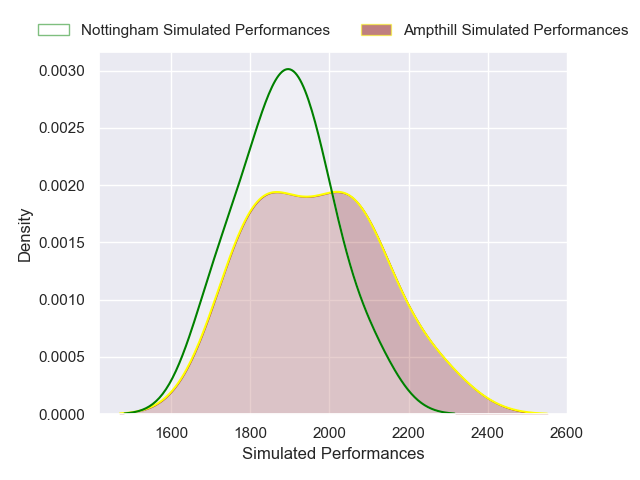 Nottingham Simulated Performances
Ampthill Simulated Performances
0.0030
0.0025
0.0020
0.0015
0.0010
0.0005
0.0000
Density
1600 1800 2000 2200 2400 2600
Simulated Performances